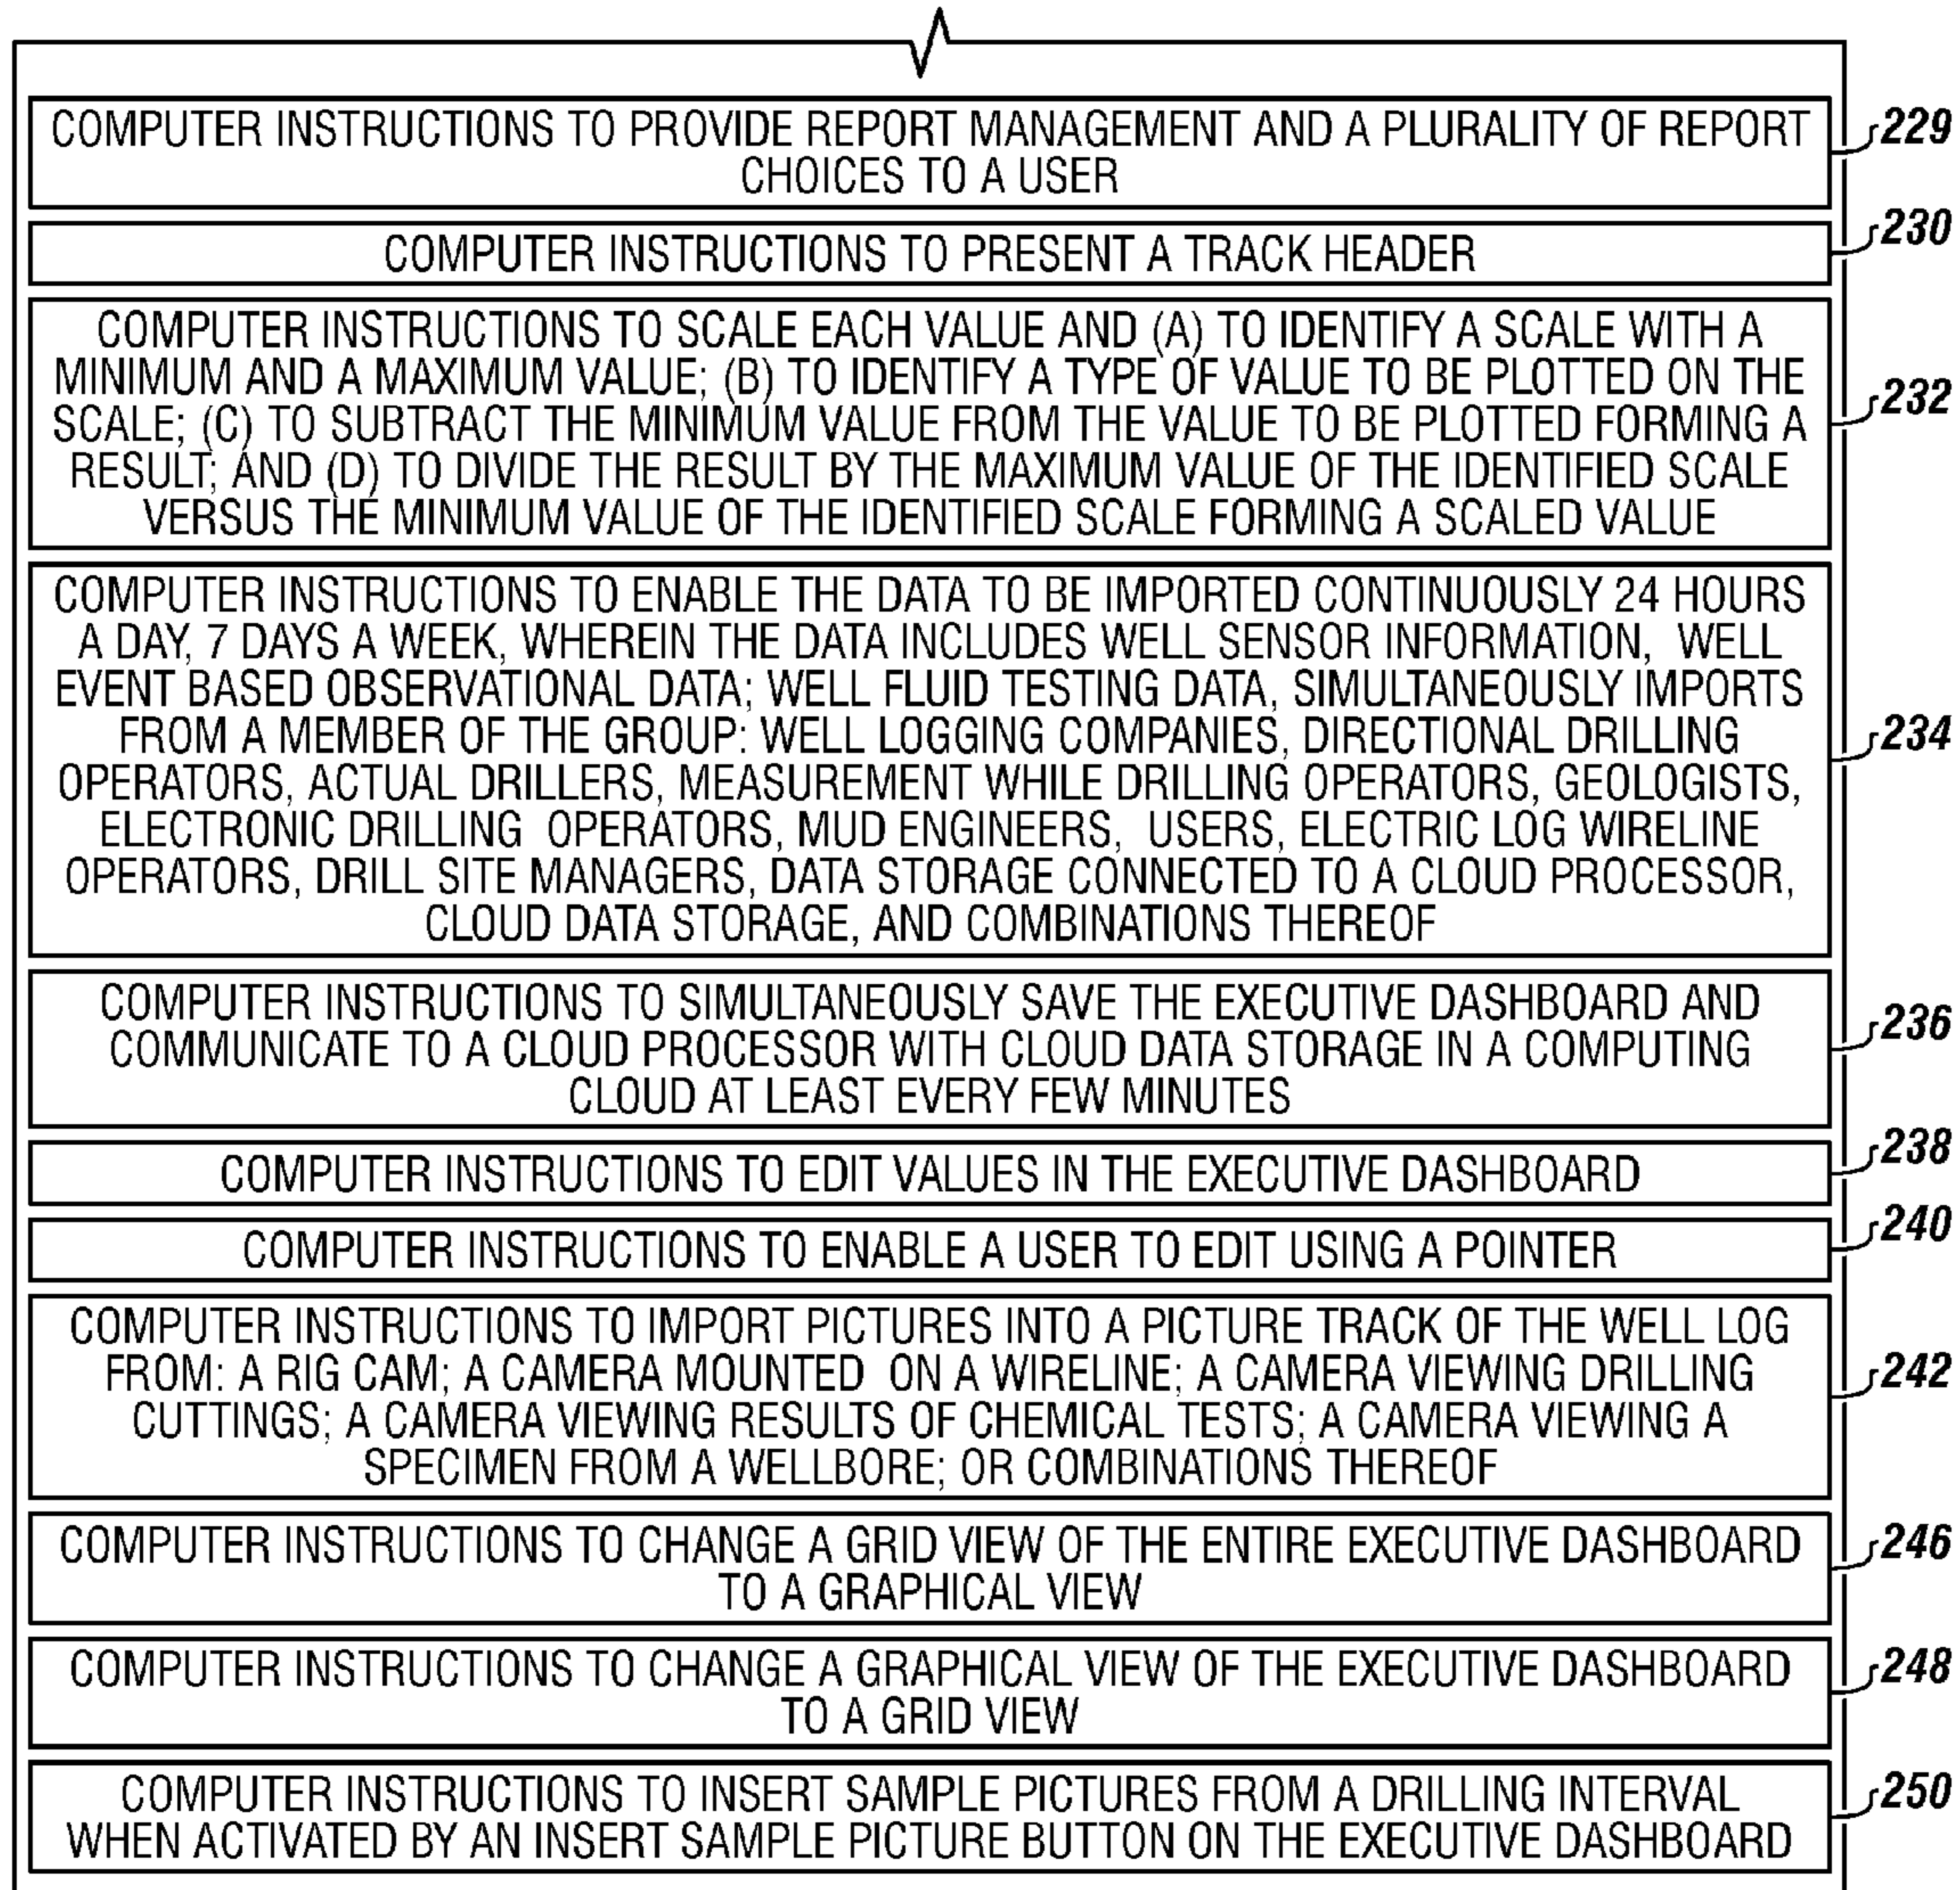 COMPUTER INSTRUCTIONS TO PROVIDE REPORT MANAGEMENT AND A PLURALITY OF REPORT
CHOICES TO A USER
229
COMPUTER INSTRUCTIONS TO PRESENT A TRACK HEADER
230
COMPUTER INSTRUCTIONS TO SCALE EACH VALUE AND (A) TO IDENTIFY A SCALE WITH A
MINIMUM AND A MAXIMUM VALUE; (B) TO IDENTIFY A TYPE OF VALUE TO BE PLOTTED ON THE
SCALE; (C) TO SUBTRACT THE MINIMUM VALUE FROM THE VALUE TO BE PLOTTED FORMING A
RESULT; AND (D) TO DIVIDE THE RESULT BY THE MAXIMUM VALUE OF THE IDENTIFIED SCALE
VERSUS THE MINIMUM VALUE OF THE IDENTIFIED SCALE FORMING A SCALED VALUE
232
COMPUTER INSTRUCTIONS TO ENABLE THE DATA TO BE IMPORTED CONTINUOUSLY 24 HOURS
A DAY, 7 DAYS A WEEK, WHEREIN THE DATA INCLUDES WELL SENSOR INFORMATION, WELL
EVENT BASED OBSERVATIONAL DATA; WELL FLUID TESTING DATA, SIMULTANEOUSLY IMPORTS
FROM A MEMBER OF THE GROUP: WELL LOGGING COMPANIES, DIRECTIONAL DRILLING
OPERATORS, ACTUAL DRILLERS, MEASUREMENT WHILE DRILLING OPERATORS, GEOLOGISTS,
ELECTRONIC DRILLING OPERATORS, MUD ENGINEERS, USERS, ELECTRIC LOG WIRELINE
OPERATORS, DRILL SITE MANAGERS, DATA STORAGE CONNECTED TO A CLOUD PROCESSOR,
CLOUD DATA STORAGE, AND COMBINATIONS THEREOF
234
COMPUTER INSTRUCTIONS TO SIMULTANEOUSLY SAVE THE EXECUTIVE DASHBOARD AND
COMMUNICATE TO A CLOUD PROCESSOR WITH CLOUD DATA STORAGE IN A COMPUTING
CLOUD AT LEAST EVERY FEW MINUTES
236
COMPUTER INSTRUCTIONS TO EDIT VALUES IN THE EXECUTIVE DASHBOARD
238
COMPUTER INSTRUCTIONS TO ENABLE A USER TO EDIT USING A POINTER
240
COMPUTER INSTRUCTIONS TO IMPORT PICTURES INTO A PICTURE TRACK OF THE WELL LOG
FROM: A RIG CAM; A CAMERA MOUNTED ON A WIRELINE; A CAMERA VIEWING DRILLING
CUTTINGS; A CAMERA VIEWING RESULTS OF CHEMICAL TESTS; A CAMERA VIEWING A
SPECIMEN FROM A WELLBORE; OR COMBINATIONS THEREOF
242
COMPUTER INSTRUCTIONS TO CHANGE A GRID VIEW OF THE ENTIRE EXECUTIVE DASHBOARD
TO A GRAPHICAL VIEW
246
COMPUTER INSTRUCTIONS TO CHANGE A GRAPHICAL VIEW OF THE EXECUTIVE DASHBOARD
TO A GRID VIEW
248
COMPUTER INSTRUCTIONS TO INSERT SAMPLE PICTURES FROM A DRILLING INTERVAL
WHEN ACTIVATED BY AN INSERT SAMPLE PICTURE BUTTON ON THE EXECUTIVE DASHBOARD
250